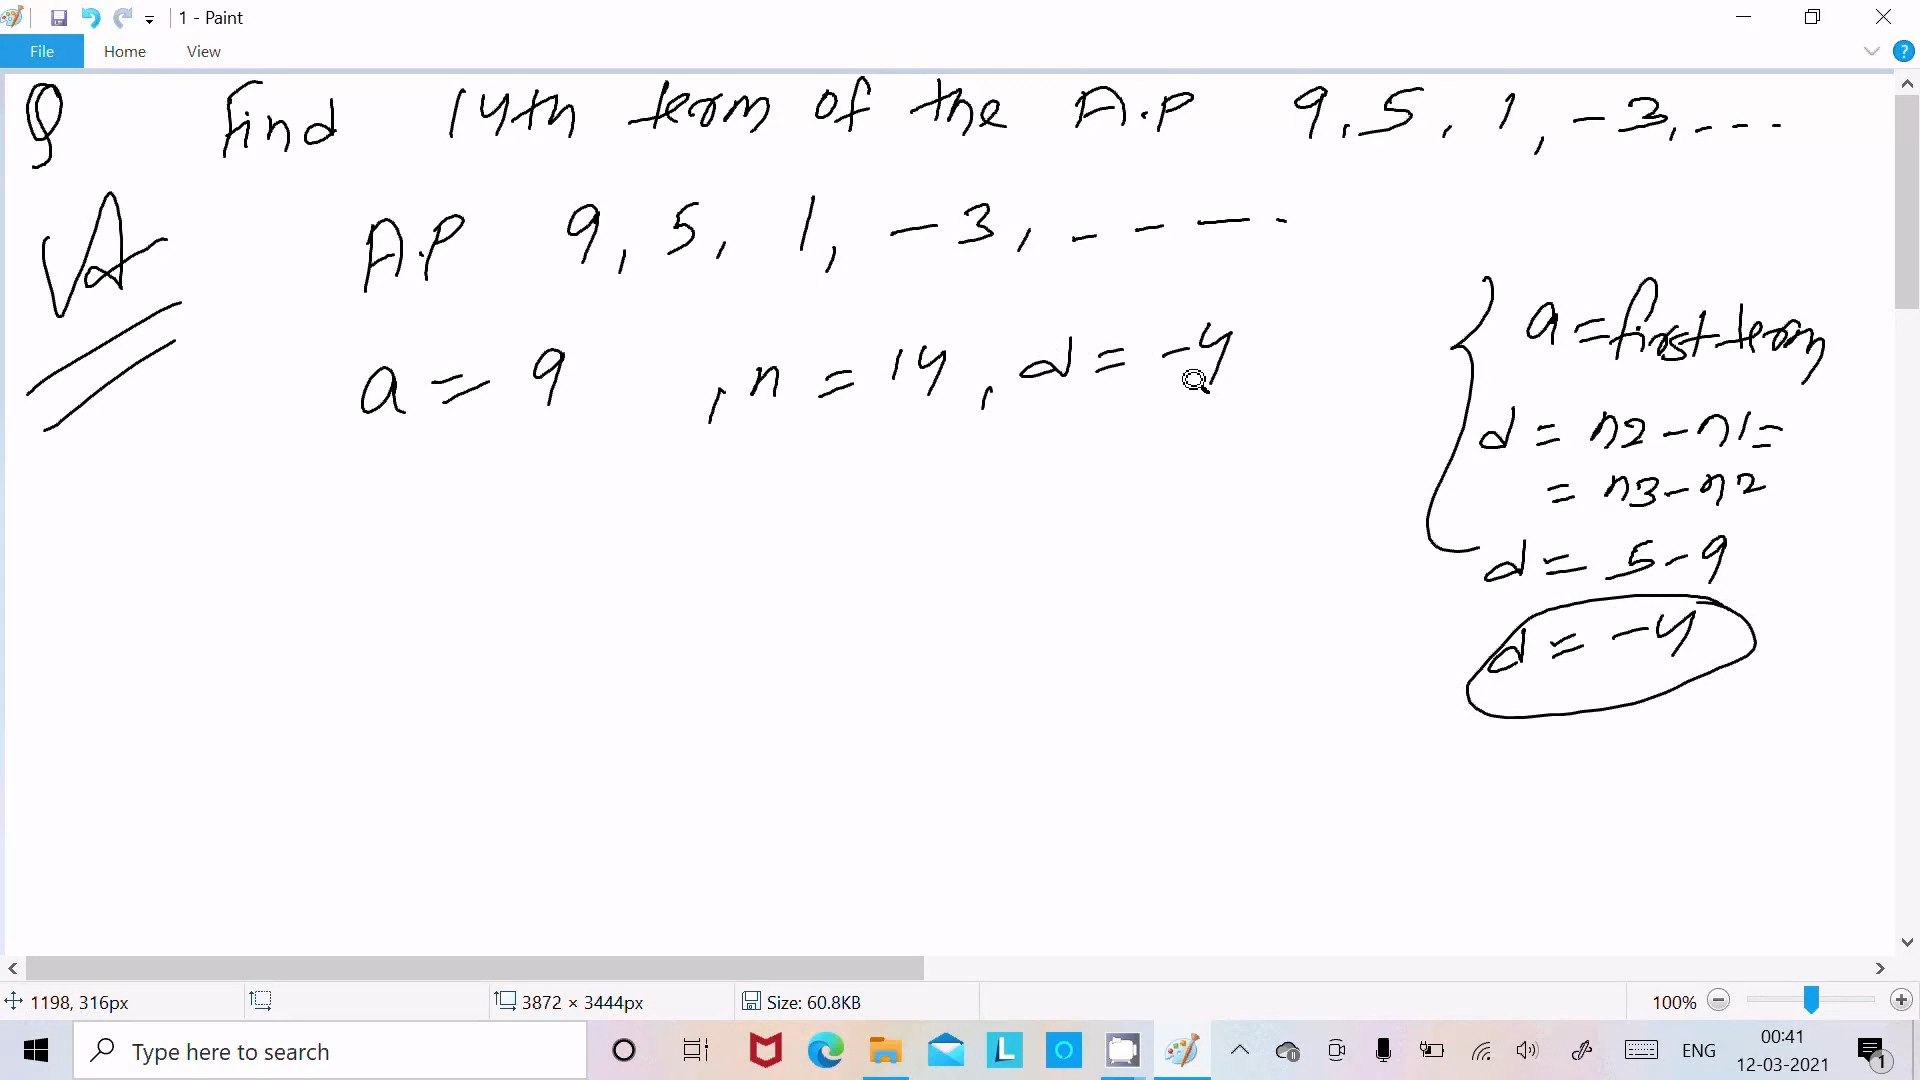 1 - Paint
File Home View
Q Find 14th term of the A.P 9, 5, 1, -3, ...
A A.P 9, 5, 1, -3, - - - -
a = 9 , n = 14 , d = -4
a = first term
d = n2 - n1 =
= n3 - n2
d = 5 - 9
d = -4
1198, 316px 3872 × 3444px Size: 60.8KB 100%
Type here to search L ENG 00:41
12-03-2021 1